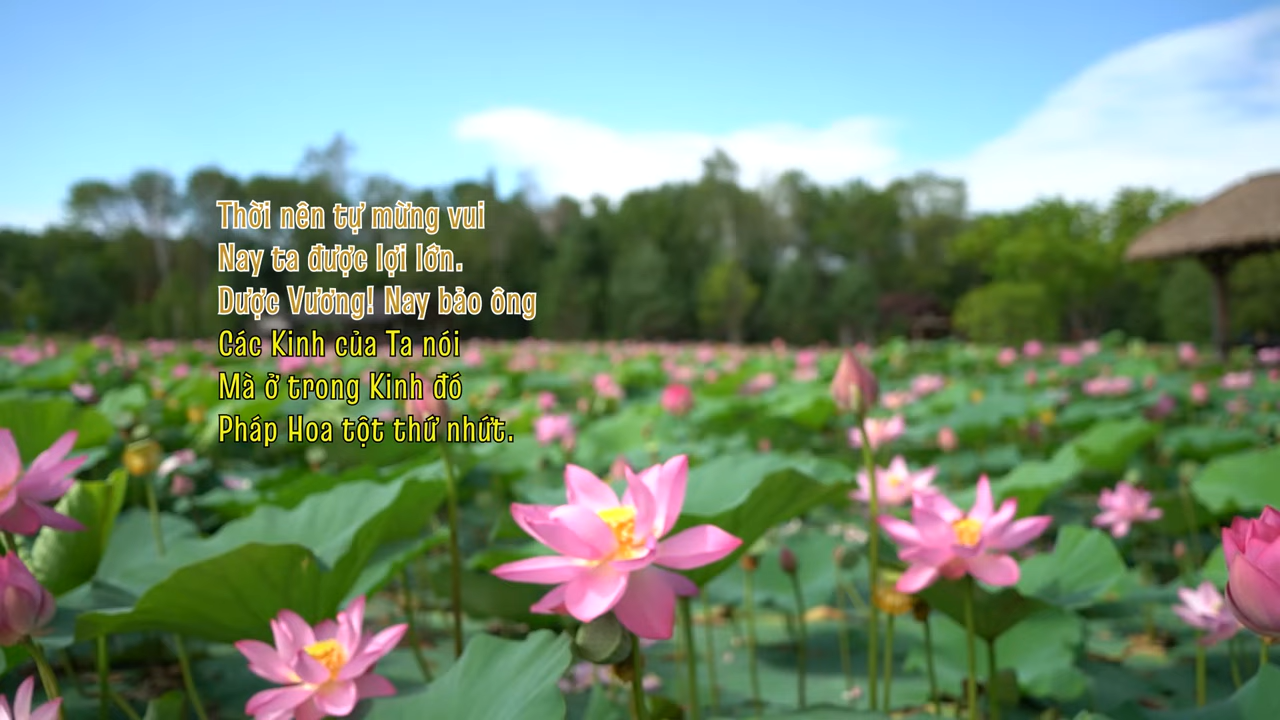 Thời nên tự mừng vui
Nay ta được lợi lớn.
Dược Vương! Nay bảo ông
Các Kinh của Ta nói
Mà ở trong Kinh đó
Pháp Hoa tột thứ nhứt.